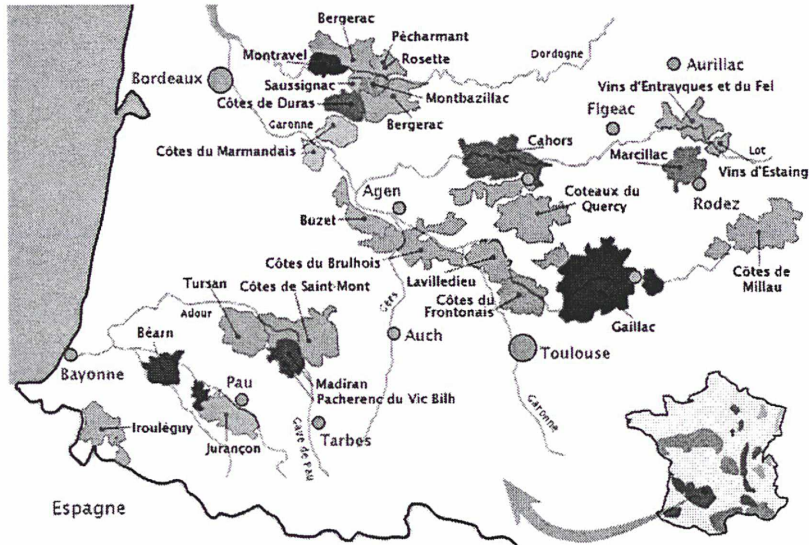 Bergerac
Pécharmant
Montravel
Rosette
Dordogne
Bordeaux
Aurillac
Saussignac
Montbazillac
Vins d'Entrayques et du Fel
Côtes de Duras
Figeac
Garonne
Bergerac
Cahors
Côtes du Marmandais
Marcillac
Lot
Vins d'Estaing
Agen
Coteaux du
Quercy
Rodez
Buzet
Côtes du Brulhois
Lavilledieu
Côtes de
Millau
Tursan
Côtes de Saint-Mont
Côtes du
Frontonais
Adour
Gers
Gaillac
Béarn
Auch
Toulouse
Bayonne
Pau
Madiran
Pacherenc du Vic Bilh
Garonne
Irouléguy
Jurançon
Gave de Pau
Tarbes
Espagne